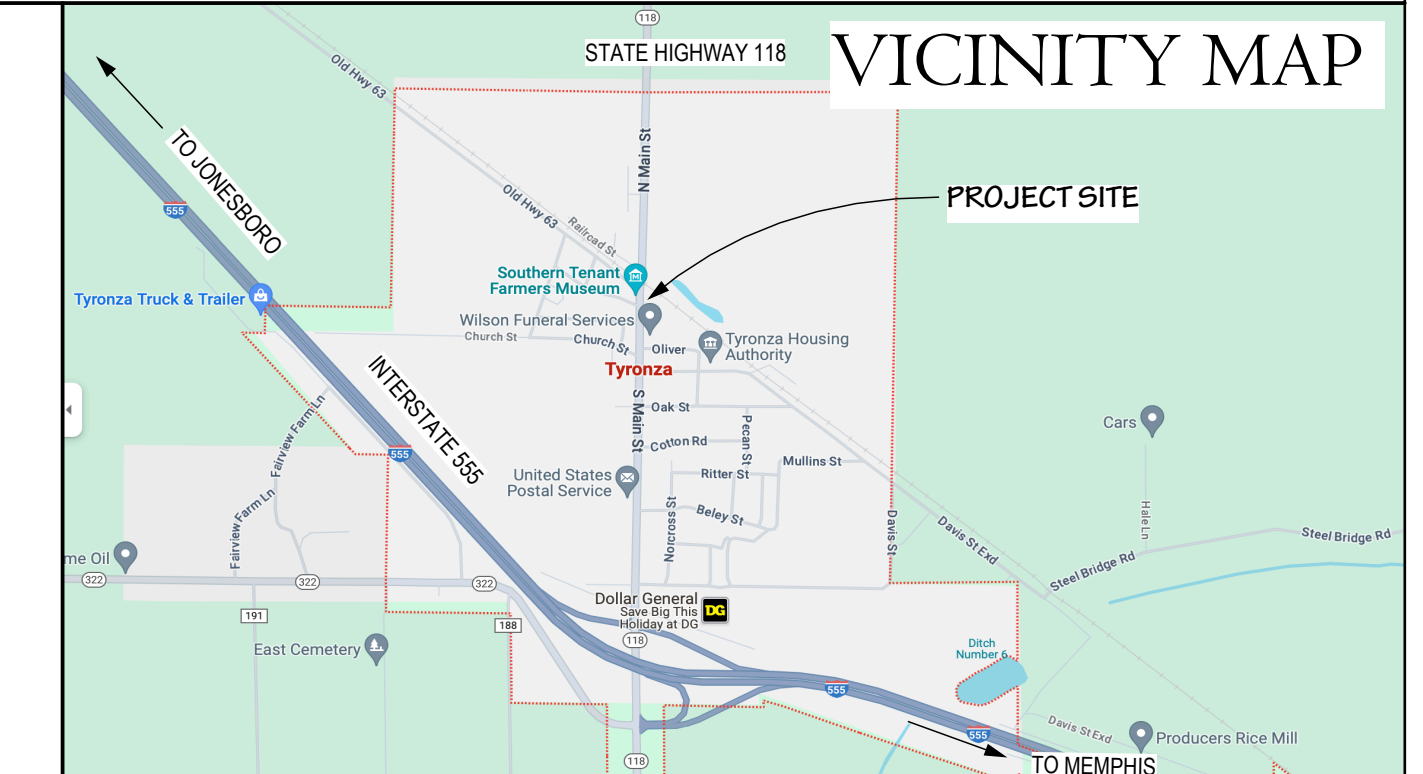 118
STATE HIGHWAY 118
VICINITY MAP
Old Hwy 63
TO JONESBORO
N Main St
555
Old Hwy 63
Railroad St
PROJECT SITE
Southern Tenant
Farmers Museum
Tyronza Truck & Trailer
Wilson Funeral Services
Church St
Church St
Oliver
Tyronza Housing
Authority
Tyronza
INTERSTATE 555
S Main St
Oak St
Pecan St
Cars
Fairview Farm Ln
555
Cotton Rd
Mullins St
United States
Postal Service
Ritter St
Norcross St
Beley St
Fairview Farm Ln
Davis St
Davis St Exd
Hale Ln
Steel Bridge Rd
Steel Bridge Rd
me Oil
322
322
322
191
188
Dollar General
Save Big This
Holiday at DG
DG
118
East Cemetery
Ditch
Number 6
555
555
Davis St Exd
Producers Rice Mill
118
TO MEMPHIS